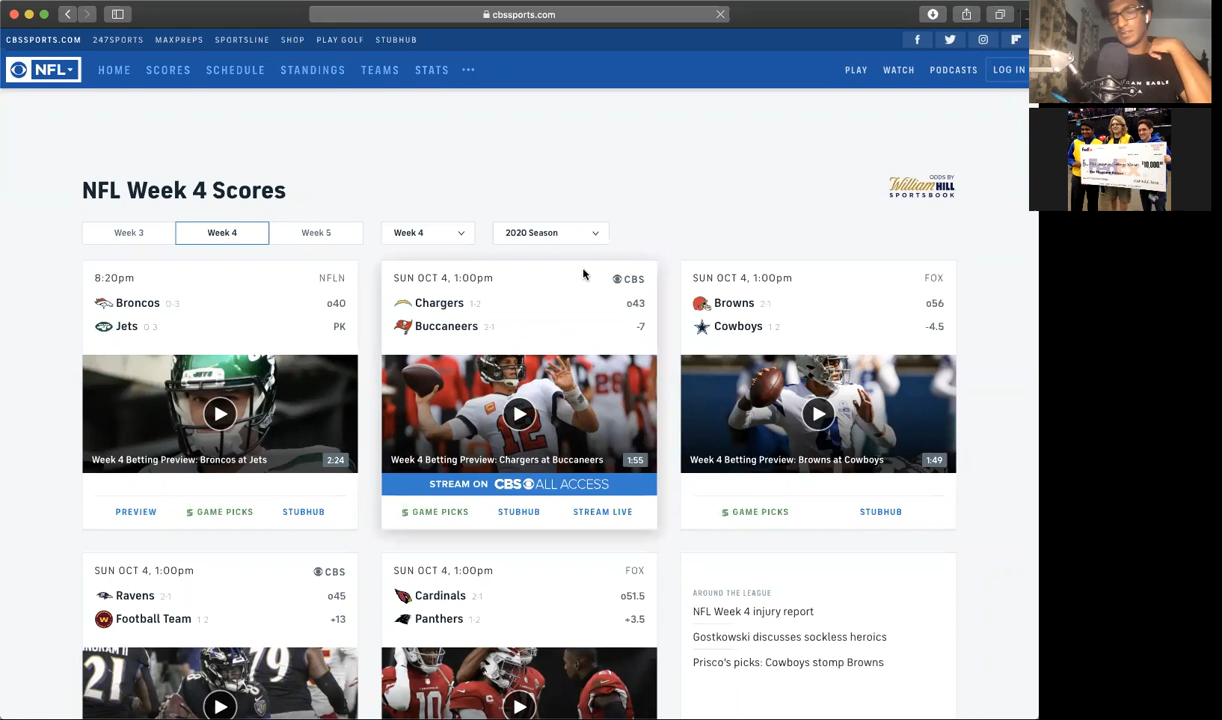 cbssports.com
CBSSPORTS.COM 247SPORTS MAXPREPS SPORTSLINE SHOP PLAY GOLF STUBHUB
NFL HOME SCORES SCHEDULE STANDINGS TEAMS STATS ••• PLAY WATCH PODCASTS LOG IN
NFL Week 4 Scores
ODDS BY
William HILL
SPORTSBOOK
Week 3 Week 4 Week 5 Week 4 2020 Season
8:20pm NFLN
Broncos 0-3 o40
Jets 0-3 PK
Week 4 Betting Preview: Broncos at Jets 2:24
PREVIEW GAME PICKS STUBHUB
SUN OCT 4, 1:00pm CBS
Chargers 1-2 o43
Buccaneers 2-1 -7
12
Week 4 Betting Preview: Chargers at Buccaneers 1:55
STREAM ON CBS ALL ACCESS
GAME PICKS STUBHUB STREAM LIVE
SUN OCT 4, 1:00pm FOX
Browns 2-1 o56
Cowboys 1-2 -4.5
4
Week 4 Betting Preview: Browns at Cowboys 1:49
GAME PICKS STUBHUB
SUN OCT 4, 1:00pm CBS
Ravens 2-1 o45
Football Team 1-2 +13
21
SUN OCT 4, 1:00pm FOX
Cardinals 2-1 o51.5
Panthers 1-2 +3.5
10
AROUND THE LEAGUE
NFL Week 4 injury report
Gostkowski discusses sockless heroics
Prisco's picks: Cowboys stomp Browns
FedEx